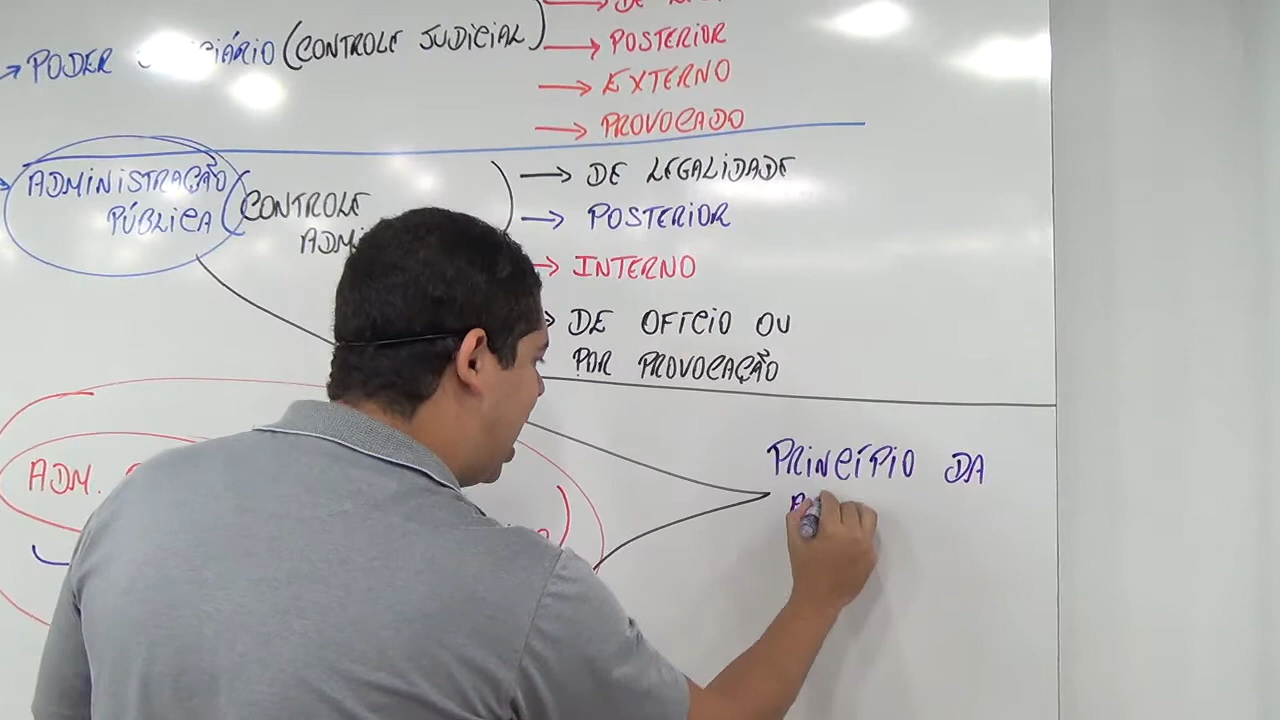 → DE
→ PODER (CONTROLE JUDICIAL) → POSTERIOR
→ EXTERNO
→ PROVOCADO
ADMINISTRAÇÃO
PÚBLICA (CONTROLE
→ DE LEGALIDADE
→ POSTERIOR
→ INTERNO
→ DE OFÍCIO OU
POR PROVOCAÇÃO
ADM.
PRINCÍPIO DA